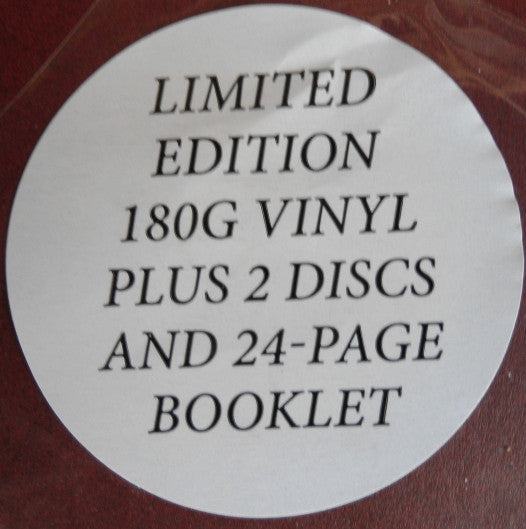 LIMITED
EDITION
180G VINYL
PLUS 2 DISCS
AND 24-PAGE
BOOKLET